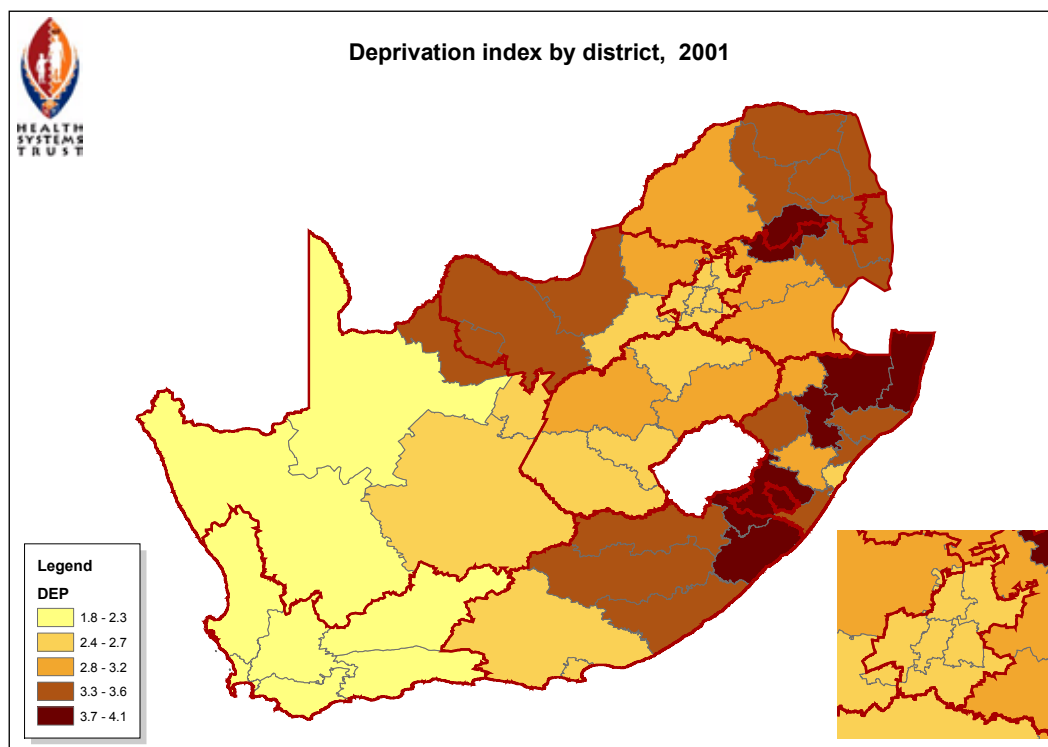 HEALTH
SYSTEMS
TRUST
Deprivation index by district, 2001
Legend
DEP
1.8 - 2.3
2.4 - 2.7
2.8 - 3.2
3.3 - 3.6
3.7 - 4.1